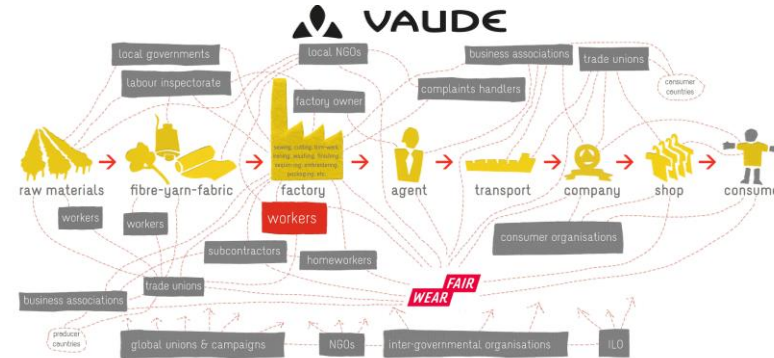 VAUDE
local governments
local NGOs
business associations
trade unions
labour inspectorate
complaints handlers
consumer
countries
factory owner
raw materials
fibre-yarn-fabric
factory
agent
transport
company
shop
consume
workers
workers
workers
subcontractors
homeworkers
consumer organisations
trade unions
FAIR
WEAR
business associations
producer
countries
global unions & campaigns
NGOs
inter-governmental organisations
ILO